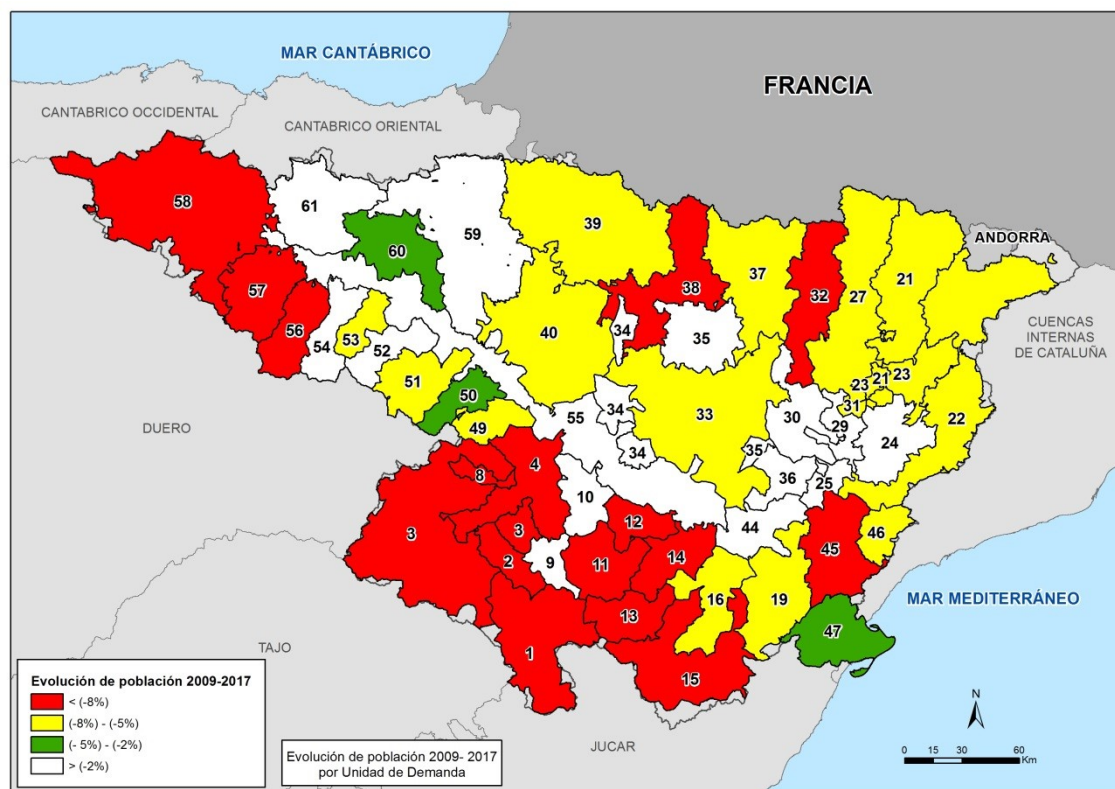 MAR CANTÁBRICO
FRANCIA
CANTABRICO OCCIDENTAL
CANTABRICO ORIENTAL
58
61
59
39
37
32
27
21
ANDORRA
60
57
38
56
54
53
52
40
34
35
CUENCAS
INTERNAS
DE CATALUÑA
23
21
23
31
51
50
49
55
34
33
30
29
24
22
DUERO
8
4
34
35
36
25
10
3
12
44
3
2
9
11
14
45
46
16
19
13
MAR MEDITERRÁNEO
47
TAJO
1
15
JUCAR
Evolución de población 2009-2017
< (-8%)
(-8%) - (-5%)
(- 5%) - (-2%)
> (-2%)
Evolución de población 2009- 2017
por Unidad de Demanda
N
0 15 30 60
Km